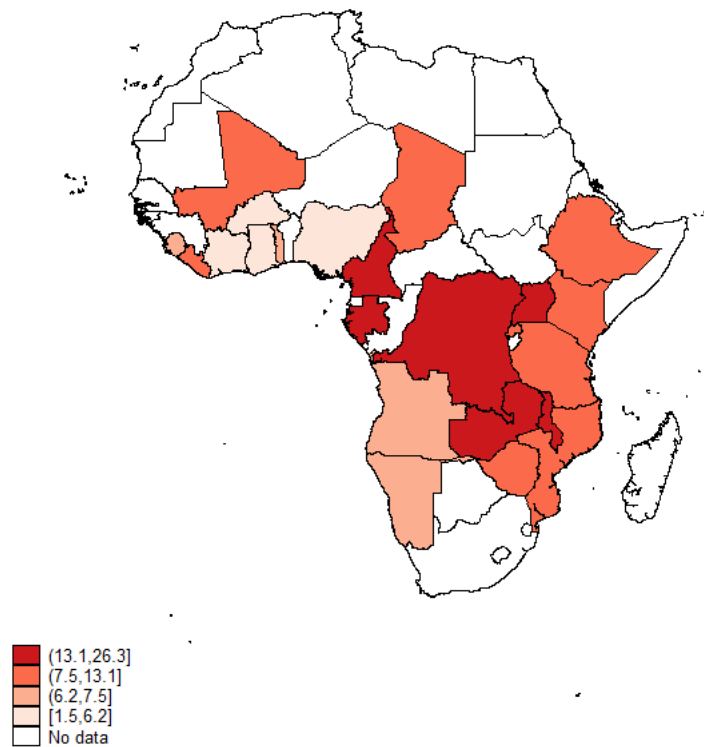 (13.1,26.3]
(7.5,13.1]
(6.2,7.5]
[1.5,6.2]
No data